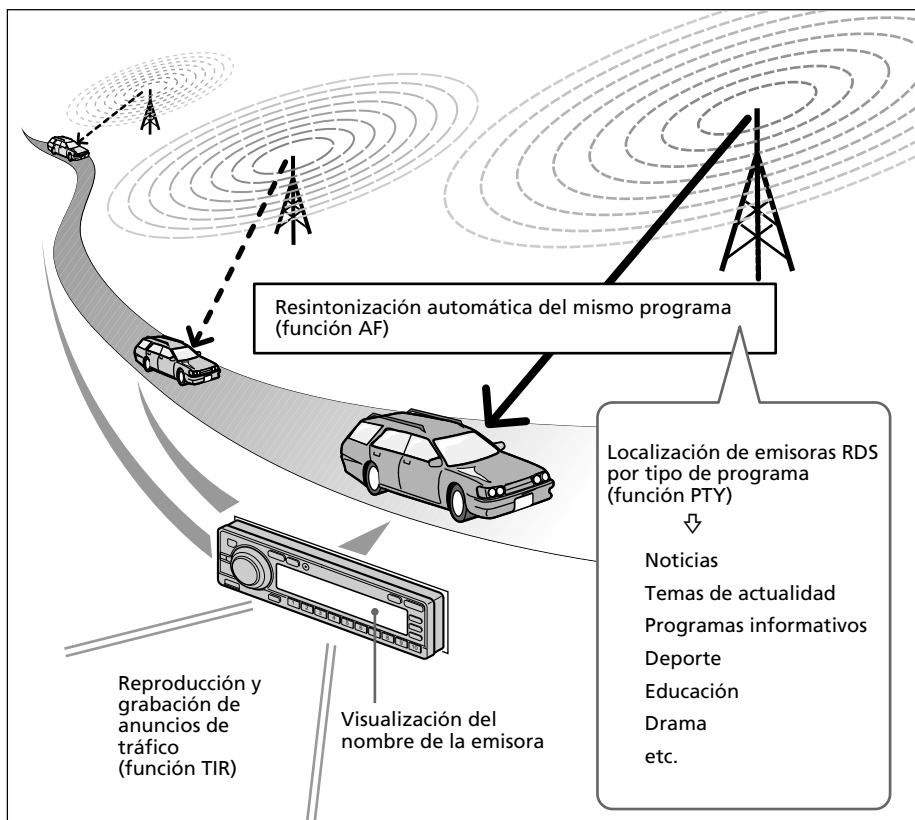 Resintonización automática del mismo programa
(función AF)
Localización de emisoras RDS
por tipo de programa
(función PTY)
Noticias
Temas de actualidad
Programas informativos
Deporte
Educación
Drama
etc.
Reproducción y
grabación de
anuncios de
tráfico
(función TIR)
Visualización del
nombre de la emisora